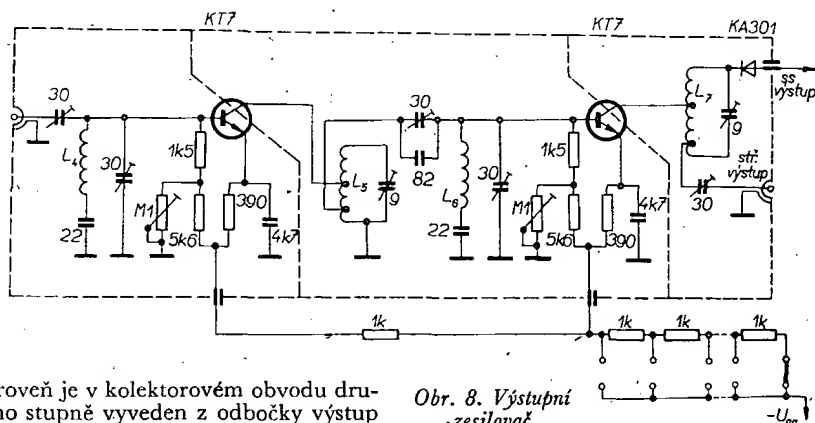 KT7
KT7
KA301
30
L4
22
30
1k5
M1
5k6
390
4k7
L5
9
30
82
L6
22
30
1k5
M1
5k6
390
4k7
L7
9
30
ss
výstup
stř.
výstup
1k
1k
1k
1k
roveň je v kolektorovém obvodu dru-
no stupně vyveden z odbočky výstup
Obr. 8. Výstupní
zesilovač